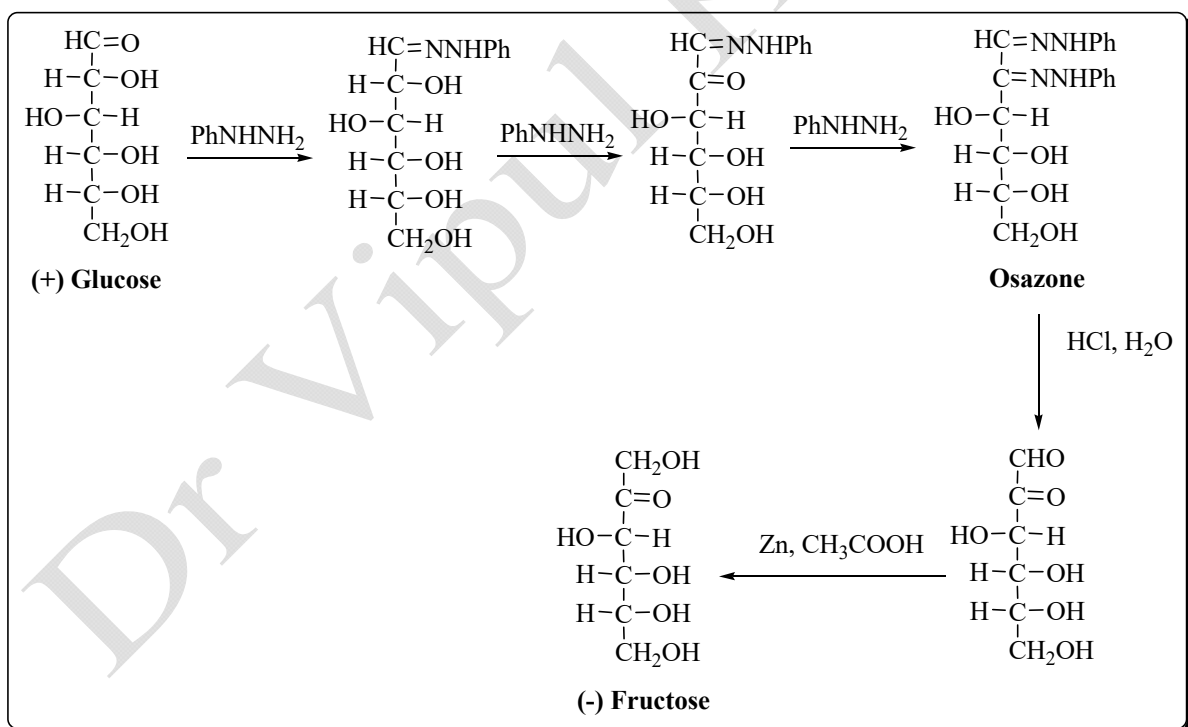 HC=O
H-C-OH
HO-C-H
H-C-OH
H-C-OH
CH₂OH
(+) Glucose
PhNHNH₂
HC=NNHPh
H-C-OH
HO-C-H
H-C-OH
H-C-OH
CH₂OH
PhNHNH₂
HC=NNHPh
C=O
HO-C-H
H-C-OH
H-C-OH
CH₂OH
PhNHNH₂
HC=NNHPh
C=NNHPh
HO-C-H
H-C-OH
H-C-OH
CH₂OH
Osazone
HCl, H₂O
CHO
C=O
HO-C-H
H-C-OH
H-C-OH
CH₂OH
Zn, CH₃COOH
CH₂OH
C=O
HO-C-H
H-C-OH
H-C-OH
CH₂OH
(-) Fructose
Dr Vipul